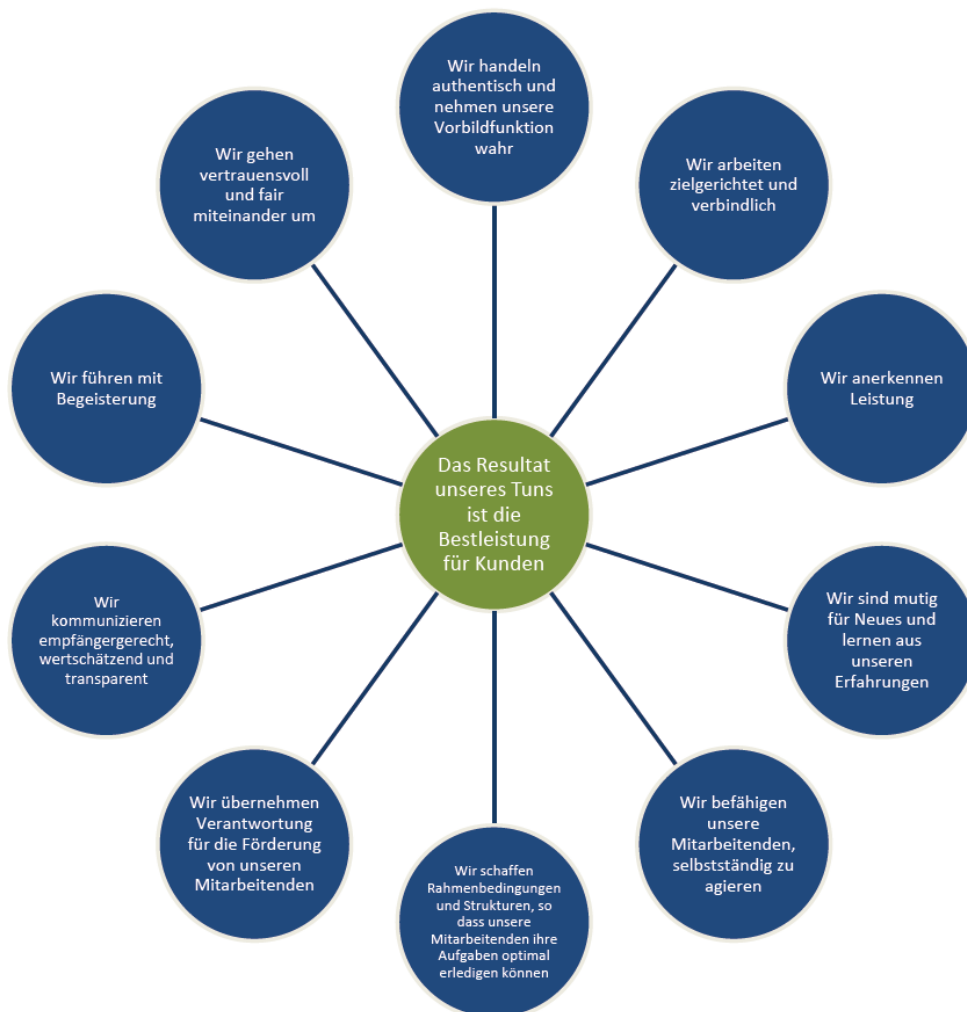 Wir handeln
authentisch und
nehmen unsere
Vorbildfunktion
wahr
Wir arbeiten
zielgerichtet und
verbindlich
Wir anerkennen
Leistung
Wir sind mutig
für Neues und
lernen aus
unseren
Erfahrungen
Wir befähigen
unsere
Mitarbeitenden,
selbstständig zu
agieren
Wir schaffen
Rahmenbedingungen
und Strukturen, so
dass unsere
Mitarbeitenden ihre
Aufgaben optimal
erledigen können
Wir übernehmen
Verantwortung
für die Förderung
von unseren
Mitarbeitenden
Wir
kommunizieren
empfängergerecht,
wertschätzend und
transparent
Wir führen mit
Begeisterung
Wir gehen
vertrauensvoll
und fair
miteinander um
Das Resultat
unseres Tuns
ist die
Bestleistung
für Kunden